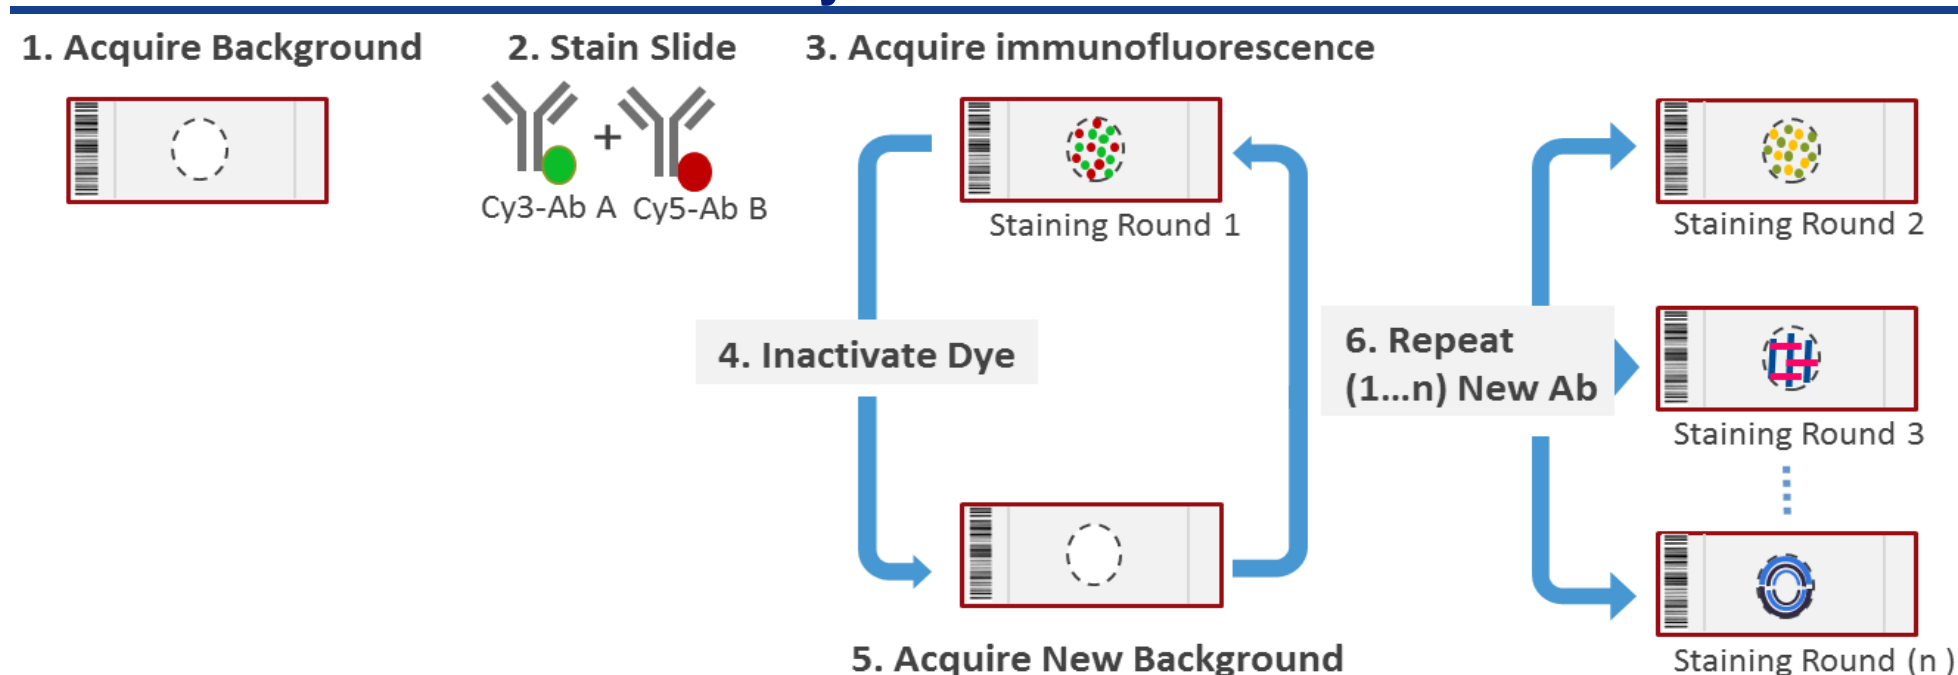 1. Acquire Background
2. Stain Slide
3. Acquire immunofluorescence
+
Cy3-Ab A
Cy5-Ab B
Staining Round 1
Staining Round 2
4. Inactivate Dye
6. Repeat
(1...n) New Ab
Staining Round 3
5. Acquire New Background
Staining Round (n )